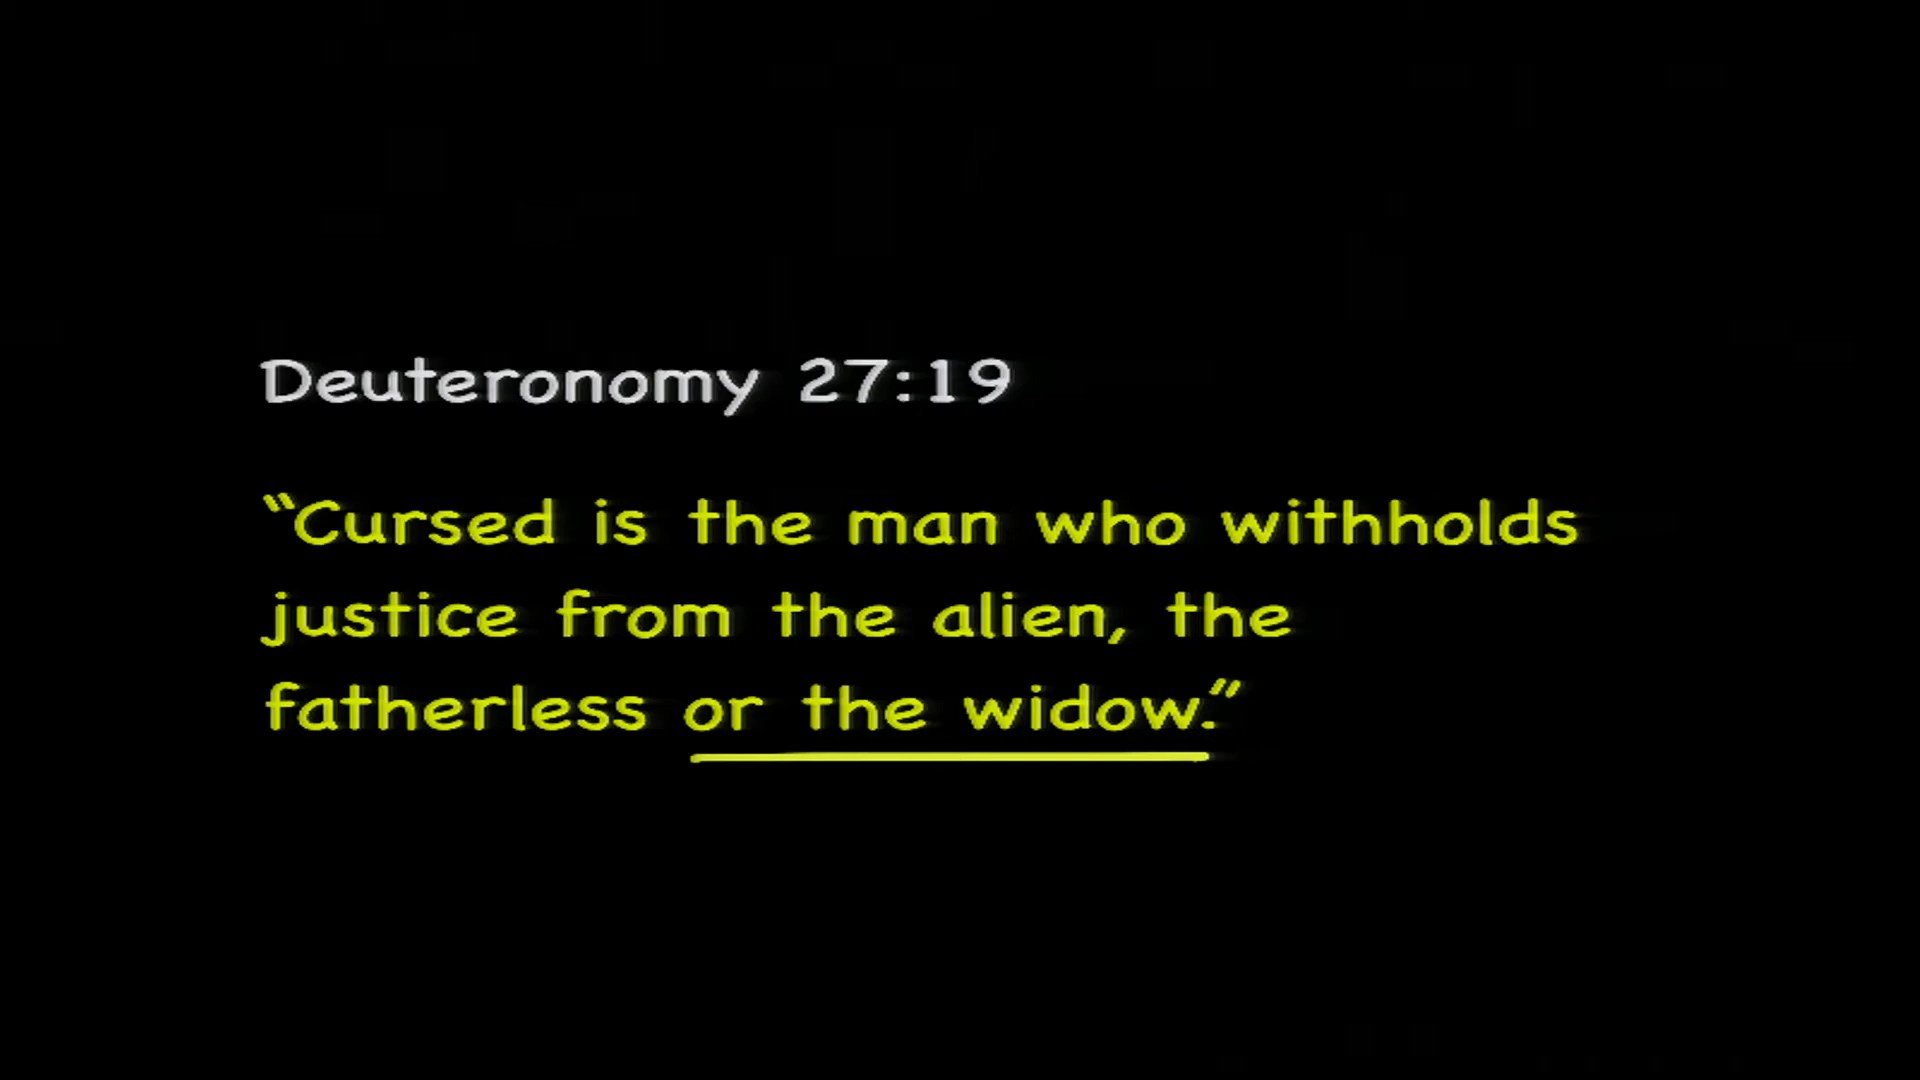 Deuteronomy 27:19
“Cursed is the man who withholds
justice from the alien, the
fatherless or the widow.”